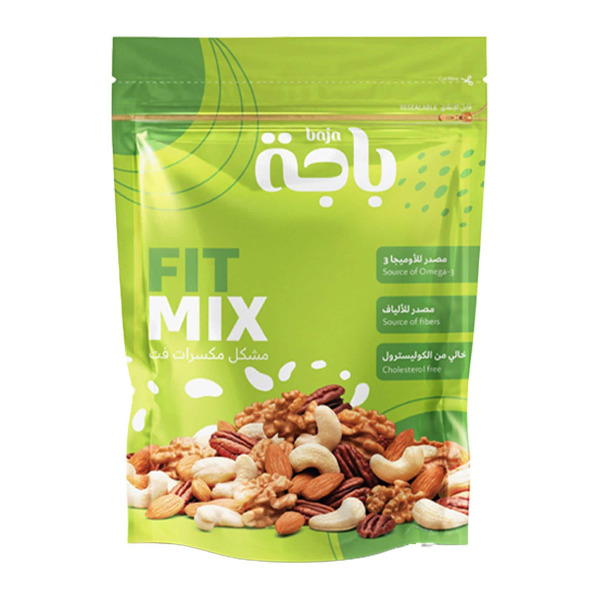 RESEALABLE
baja
باجة
FIT
MIX
مشكل مكسرات فت
مصدر للأوميجا 3
Source of Omega-3
مصدر للألياف
Source of fibers
خالي من الكوليسترول
Cholesterol free